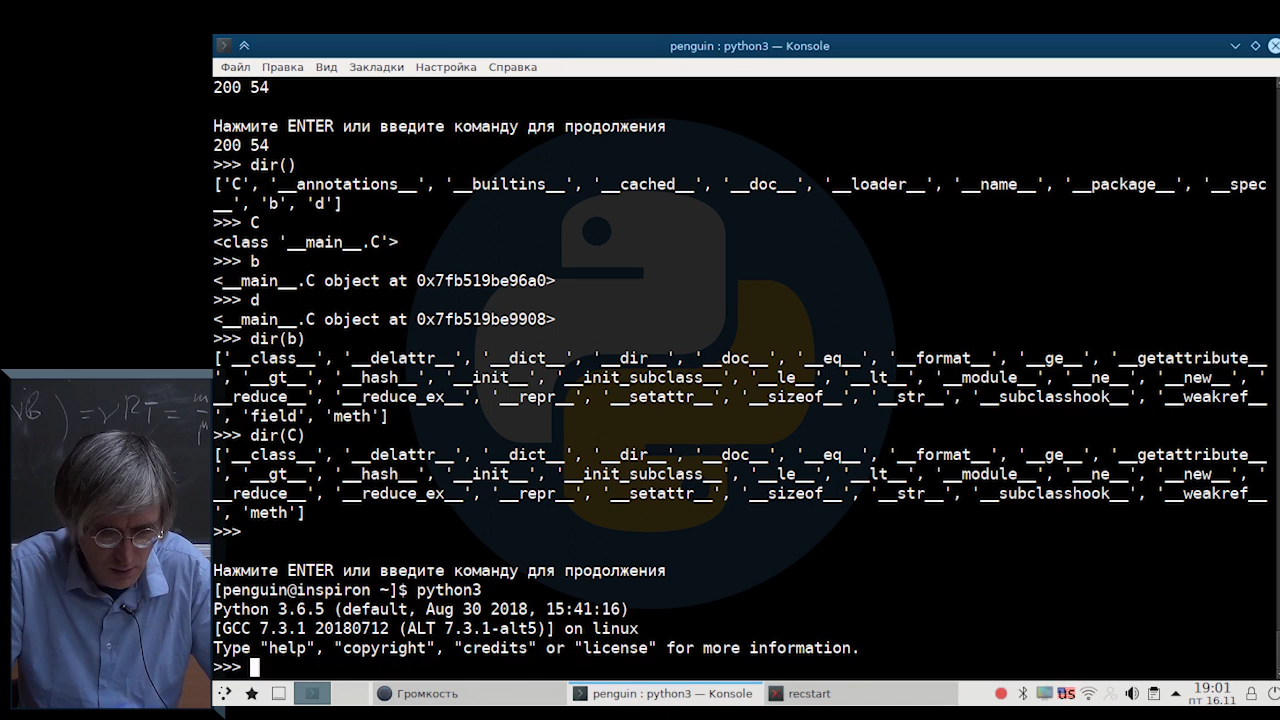 penguin : python3 — Konsole
Файл Правка Вид Закладки Настройка Справка
200 54
Нажмите ENTER или введите команду для продолжения
200 54
>>> dir()
['C', '__annotations__', '__builtins__', '__cached__', '__doc__', '__loader__', '__name__', '__package__', '__spec
__', 'b', 'd']
>>> C
<class '__main__.C'>
>>> b
<__main__.C object at 0x7fb519be96a0>
>>> d
<__main__.C object at 0x7fb519be9908>
>>> dir(b)
['__class__', '__delattr__', '__dict__', '__dir__', '__doc__', '__eq__', '__format__', '__ge__', '__getattribute__
', '__gt__', '__hash__', '__init__', '__init_subclass__', '__le__', '__lt__', '__module__', '__ne__', '__new__', '
__reduce__', '__reduce_ex__', '__repr__', '__setattr__', '__sizeof__', '__str__', '__subclasshook__', '__weakref__
', 'field', 'meth']
>>> dir(C)
['__class__', '__delattr__', '__dict__', '__dir__', '__doc__', '__eq__', '__format__', '__ge__', '__getattribute__
', '__gt__', '__hash__', '__init__', '__init_subclass__', '__le__', '__lt__', '__module__', '__ne__', '__new__', '
__reduce__', '__reduce_ex__', '__repr__', '__setattr__', '__sizeof__', '__str__', '__subclasshook__', '__weakref__
', 'meth']
>>>
Нажмите ENTER или введите команду для продолжения
[penguin@inspiron ~]$ python3
Python 3.6.5 (default, Aug 30 2018, 15:41:16)
[GCC 7.3.1 20180712 (ALT 7.3.1-alt5)] on linux
Type "help", "copyright", "credits" or "license" for more information.
>>>
Громкость penguin : python3 — Konsole recstart US 19:01
пт 16.11